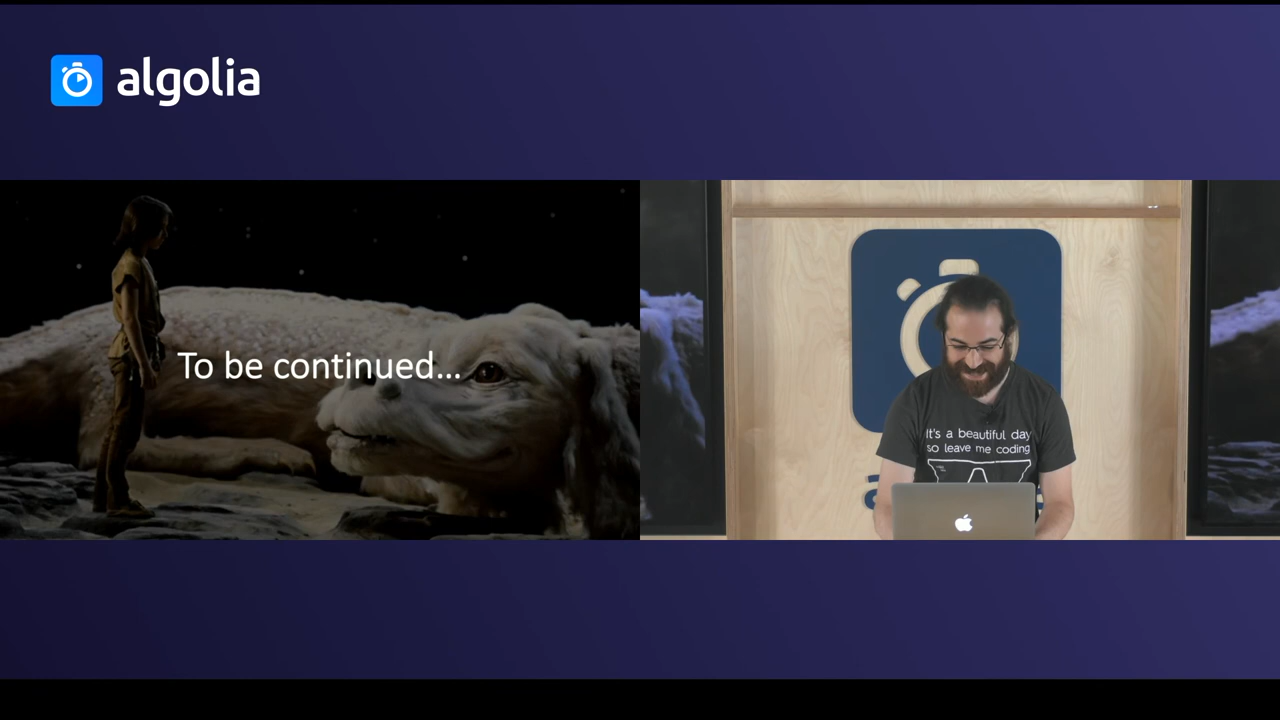 algolia
To be continued...
It's a beautiful day
so leave me coding